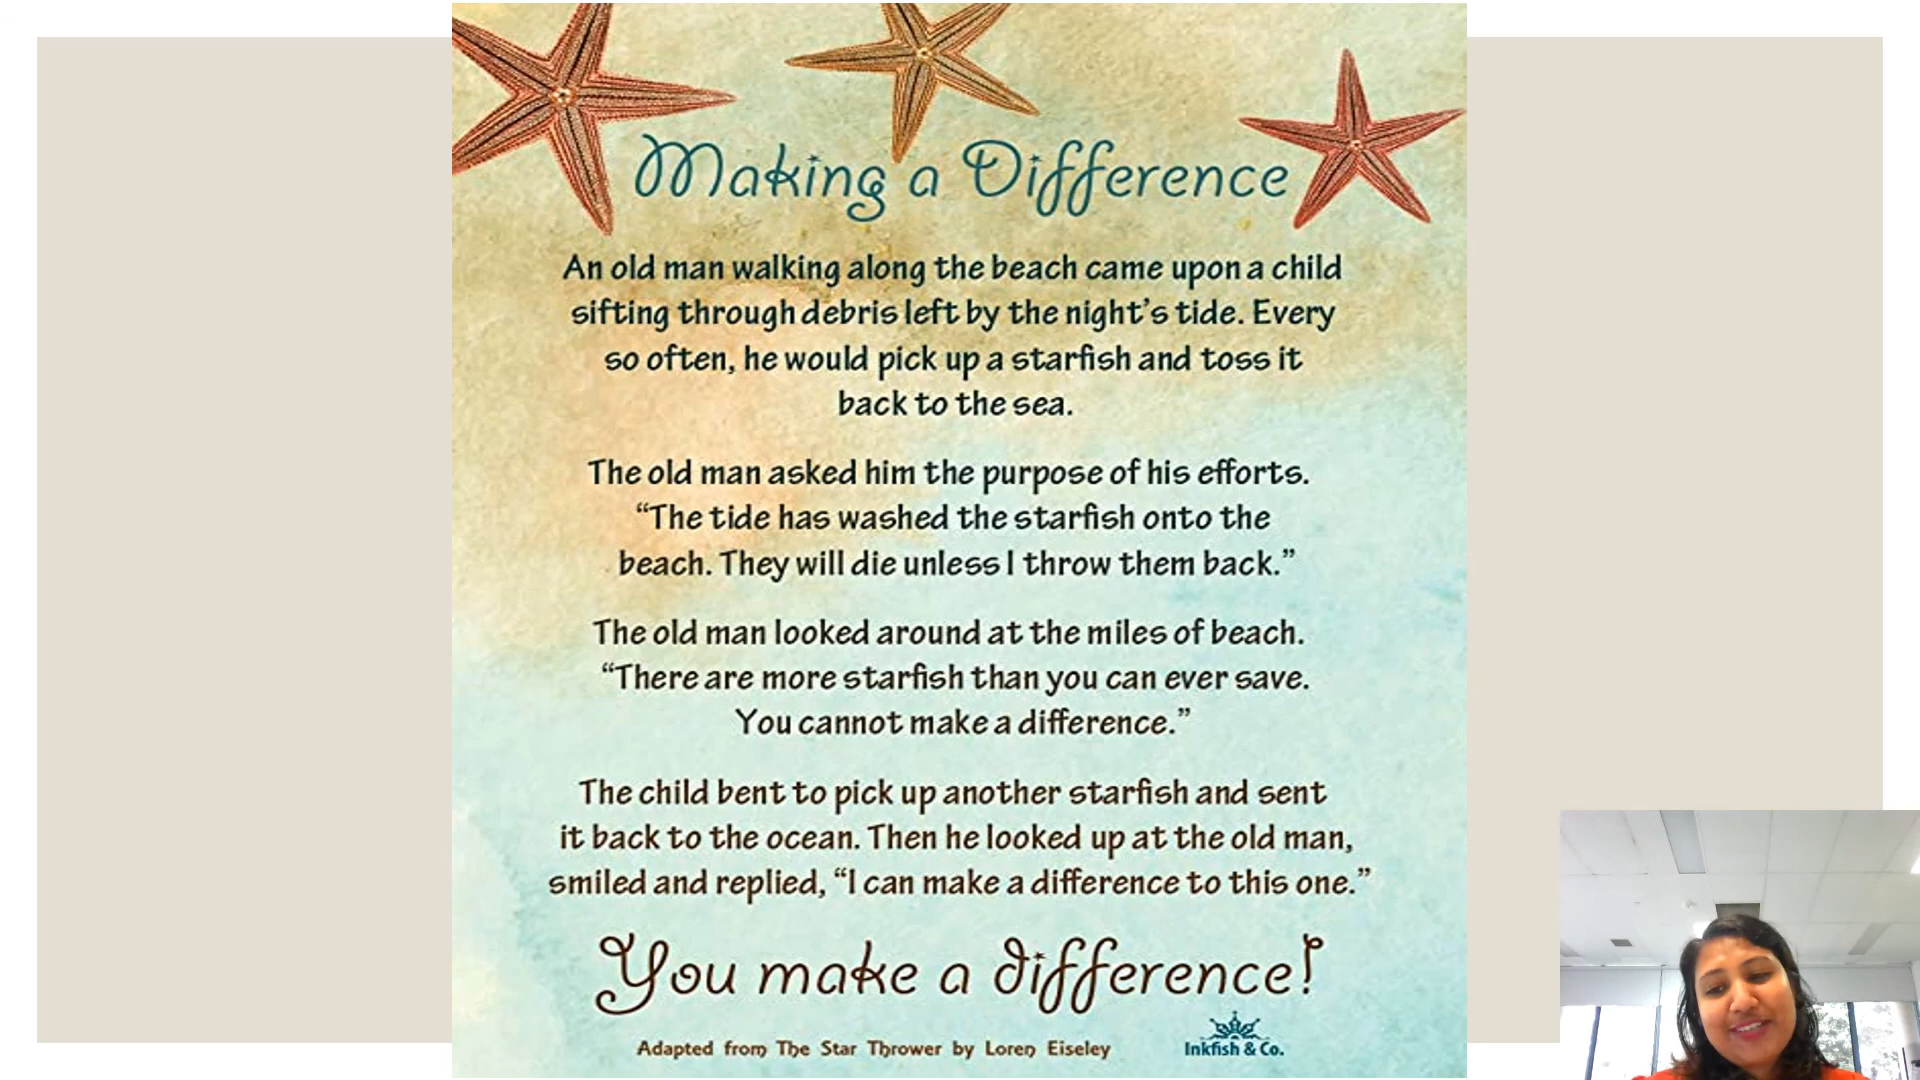 Making a Difference
An old man walking along the beach came upon a child
sifting through debris left by the night's tide. Every
so often, he would pick up a starfish and toss it
back to the sea.
The old man asked him the purpose of his efforts.
“The tide has washed the starfish onto the
beach. They will die unless I throw them back.”
The old man looked around at the miles of beach.
“There are more starfish than you can ever save.
You cannot make a difference.”
The child bent to pick up another starfish and sent
it back to the ocean. Then he looked up at the old man,
smiled and replied, “I can make a difference to this one.”
You make a difference!
Adapted from The Star Thrower by Loren Eiseley
Inkfish & Co.